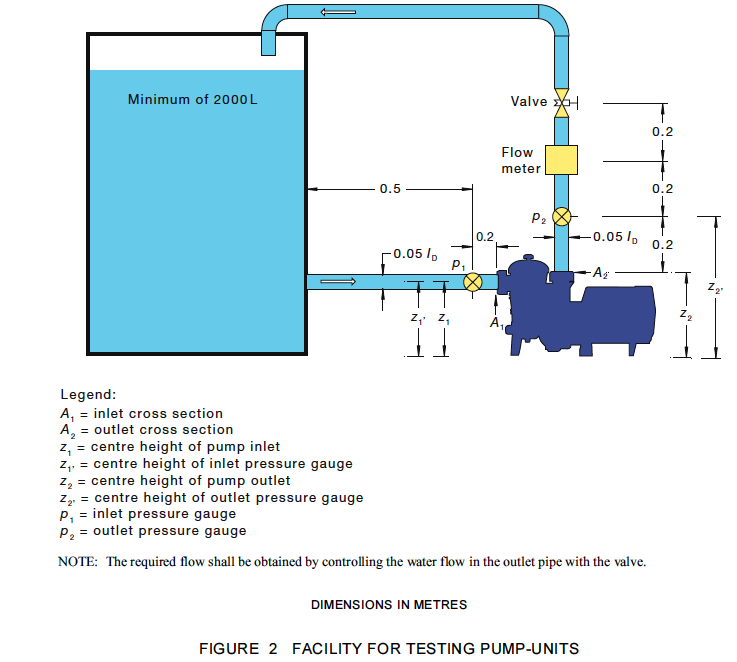 Minimum of 2000L
Valve
0.2
Flow
meter
0.5
0.2
p₂
0.2
0.05 I_D
0.2
0.05 I_D
p₁
A₂
z₂'
z₁' z₁
A₁
z₂
Legend:
A₁ = inlet cross section
A₂ = outlet cross section
z₁ = centre height of pump inlet
z₁' = centre height of inlet pressure gauge
z₂ = centre height of pump outlet
z₂' = centre height of outlet pressure gauge
p₁ = inlet pressure gauge
p₂ = outlet pressure gauge
NOTE: The required flow shall be obtained by controlling the water flow in the outlet pipe with the valve.
DIMENSIONS IN METRES
FIGURE 2 FACILITY FOR TESTING PUMP-UNITS